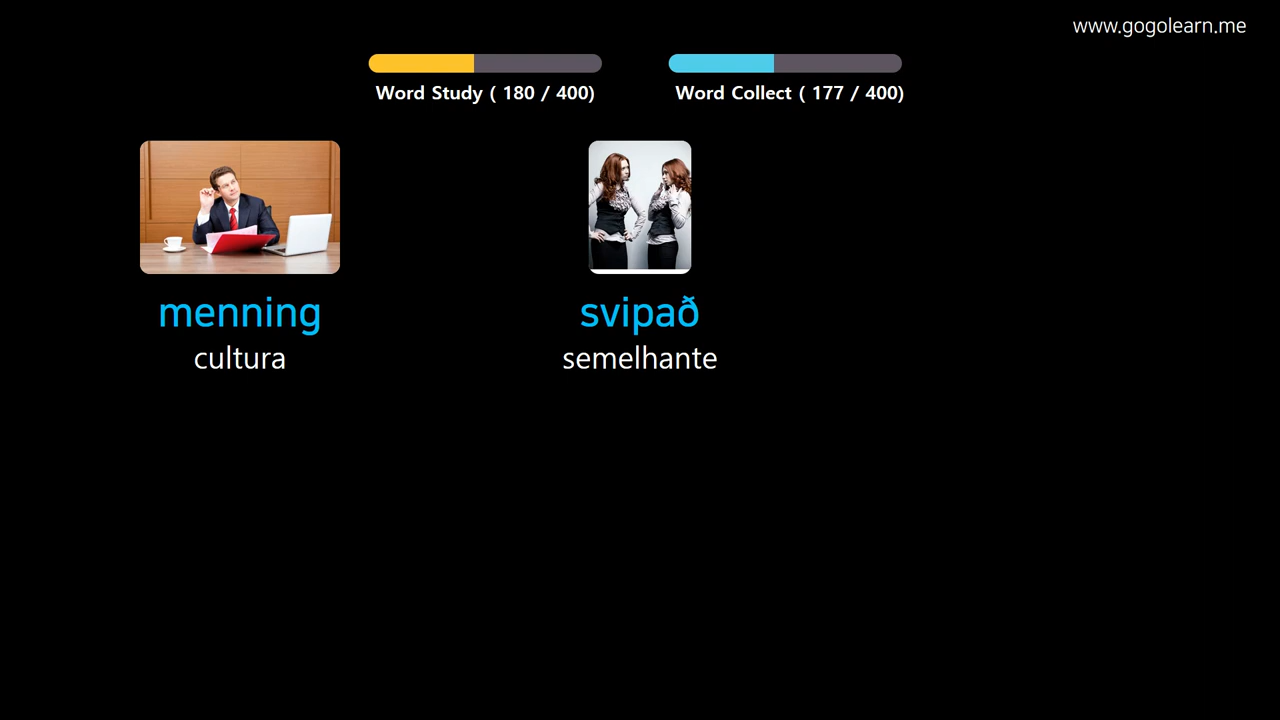 www.gogolearn.me
Word Study ( 180 / 400)
Word Collect ( 177 / 400)
menning
svipað
cultura
semelhante